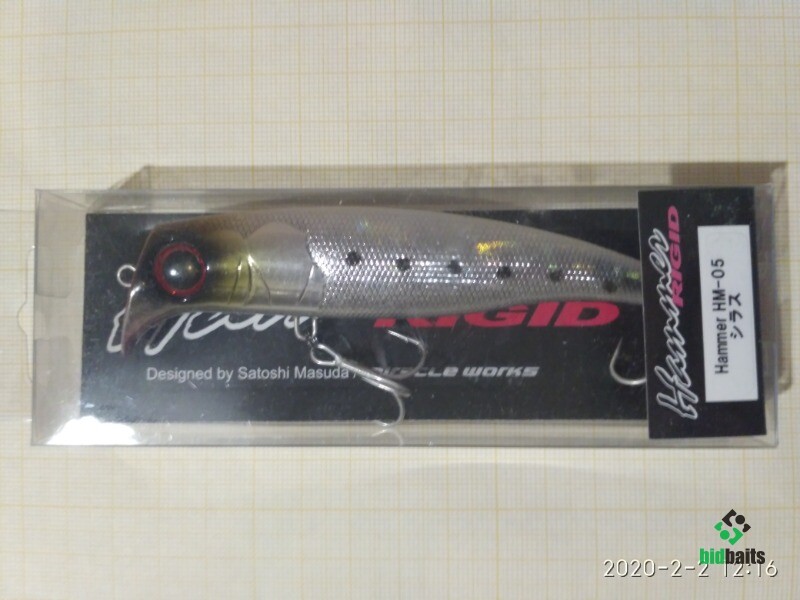 RIGID
Designed by Satoshi Masuda
Hammer
RIGID
Hammer HM-05
シラス
bidbaits
2020-2-2 12:16